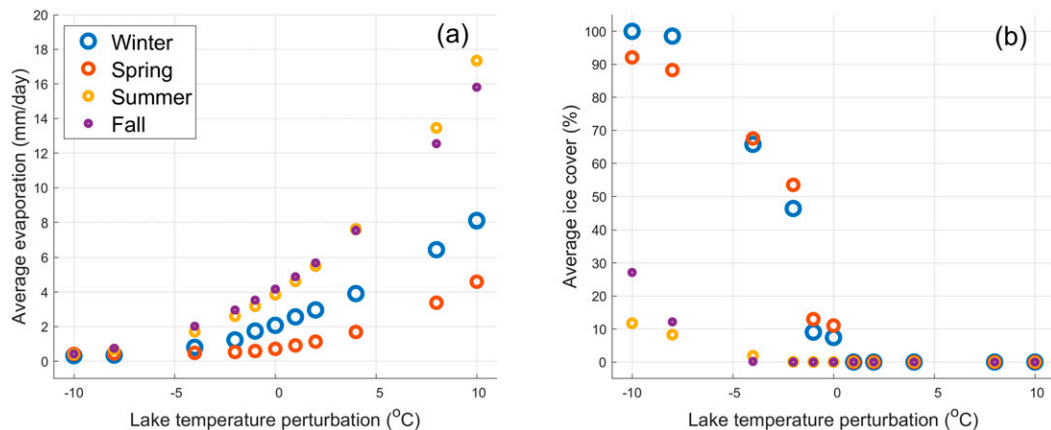 (a)
Winter
Spring
Summer
Fall
Average evaporation (mm/day)
20
18
16
14
12
10
8
6
4
2
0
-10 -5 0 5 10
Lake temperature perturbation (°C)
(b)
Average ice cover (%)
100
90
80
70
60
50
40
30
20
10
0
-10 -5 0 5 10
Lake temperature perturbation (°C)